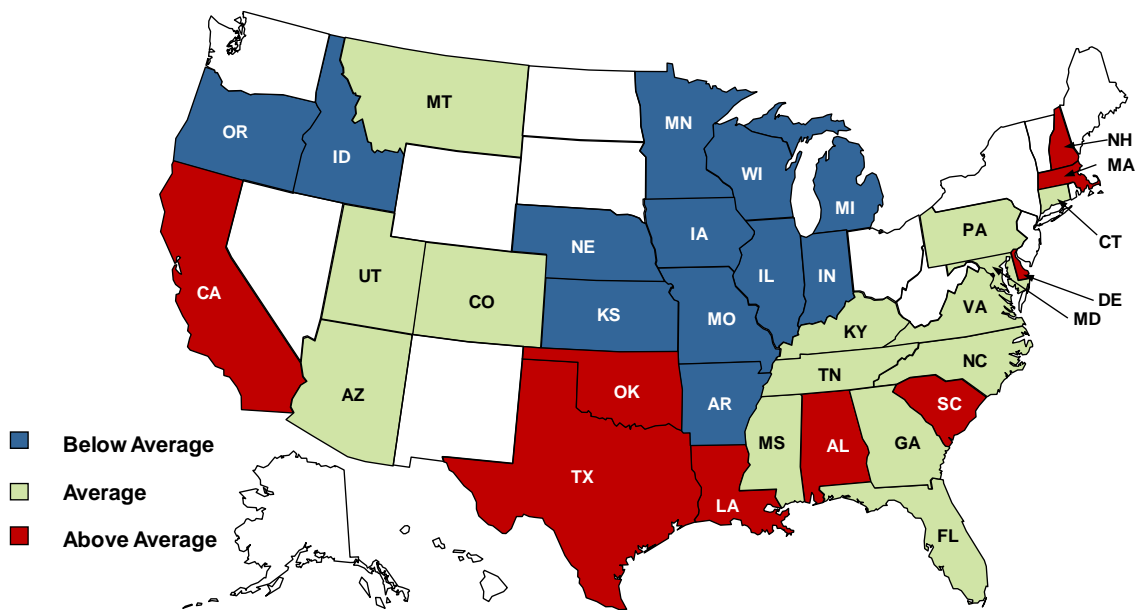 MT
MN
OR
ID
WI
NH
MA
MI
NE
IA
PA
CT
UT
CO
IL
IN
CA
KS
MO
VA
DE
MD
KY
NC
TN
AZ
OK
AR
SC
MS
AL
GA
Below Average
TX
Average
LA
FL
Above Average